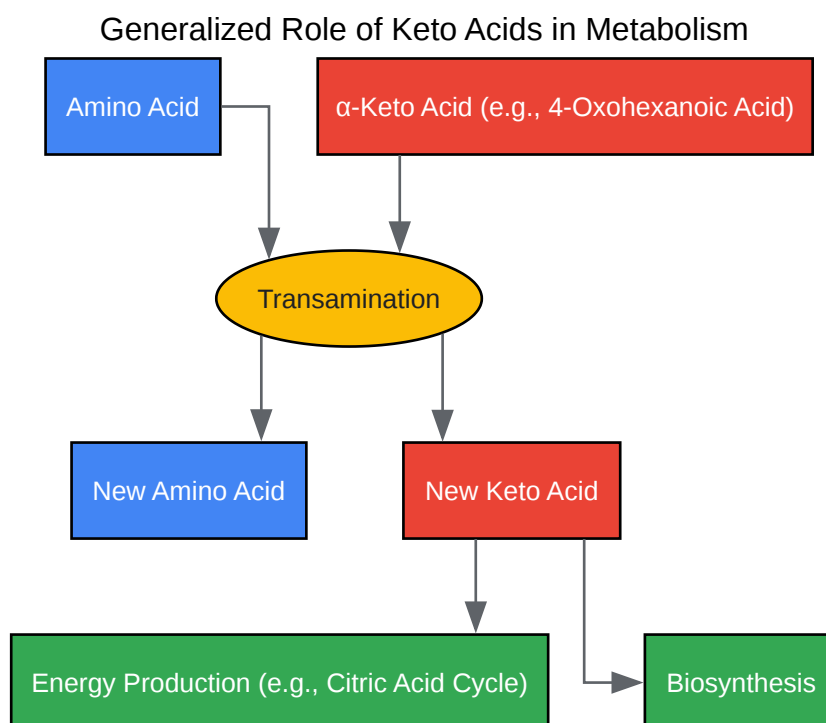 Generalized Role of Keto Acids in Metabolism
Amino Acid
α-Keto Acid (e.g., 4-Oxohexanoic Acid)
Transamination
New Amino Acid
New Keto Acid
Energy Production (e.g., Citric Acid Cycle)
Biosynthesis